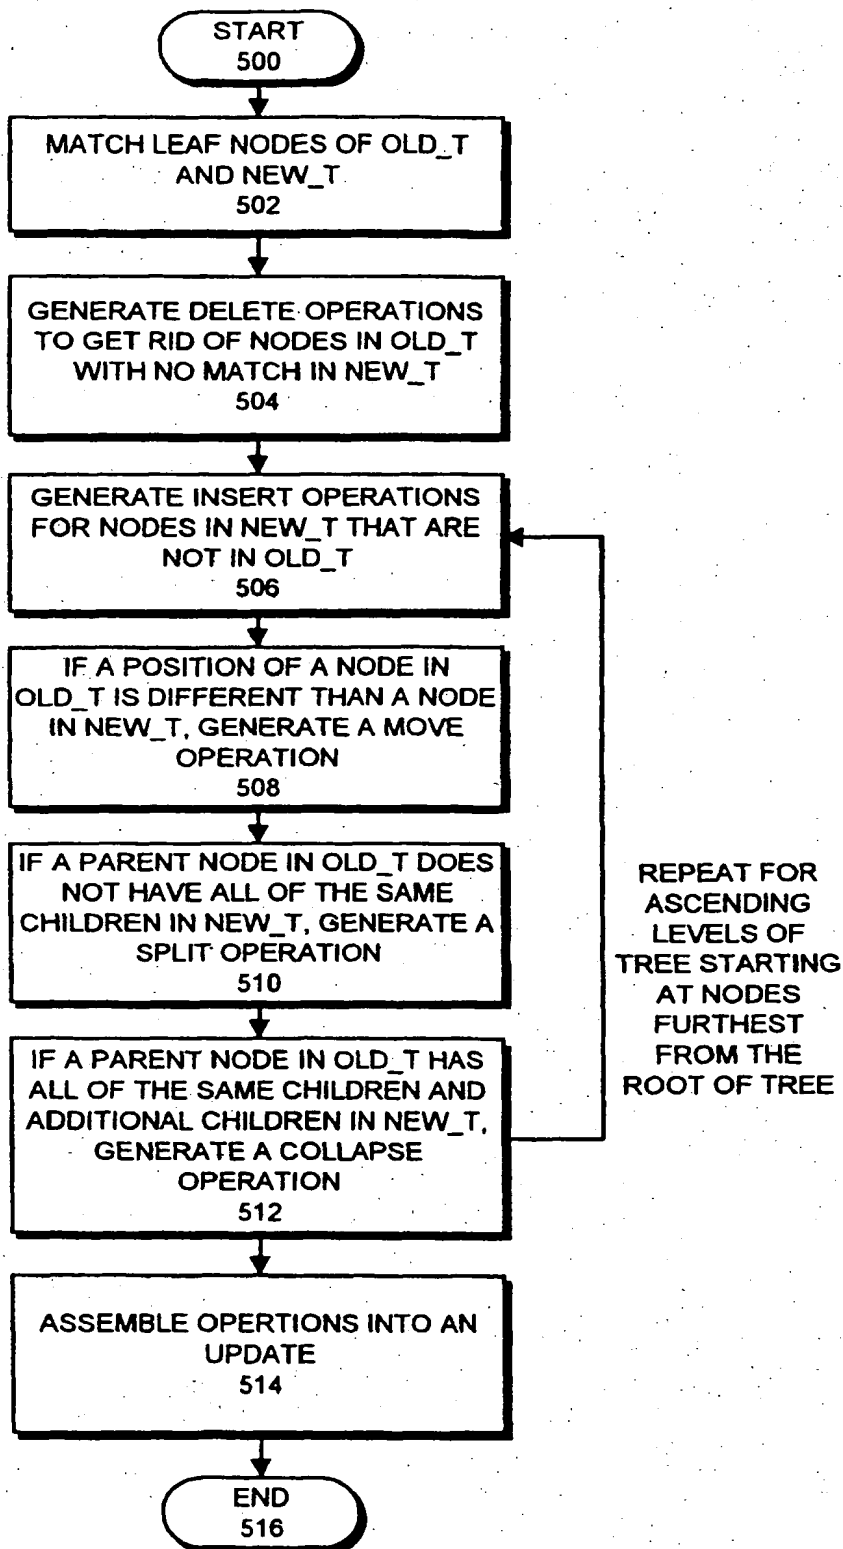 START
500
MATCH LEAF NODES OF OLD_T
AND NEW_T
502
GENERATE DELETE OPERATIONS
TO GET RID OF NODES IN OLD_T
WITH NO MATCH IN NEW_T
504
GENERATE INSERT OPERATIONS
FOR NODES IN NEW_T THAT ARE
NOT IN OLD_T
506
IF A POSITION OF A NODE IN
OLD_T IS DIFFERENT THAN A NODE
IN NEW_T, GENERATE A MOVE
OPERATION
508
IF A PARENT NODE IN OLD_T DOES
NOT HAVE ALL OF THE SAME
CHILDREN IN NEW_T, GENERATE A
SPLIT OPERATION
510
IF A PARENT NODE IN OLD_T HAS
ALL OF THE SAME CHILDREN AND
ADDITIONAL CHILDREN IN NEW_T,
GENERATE A COLLAPSE
OPERATION
512
REPEAT FOR
ASCENDING
LEVELS OF
TREE STARTING
AT NODES
FURTHEST
FROM THE
ROOT OF TREE
ASSEMBLE OPERTIONS INTO AN
UPDATE
514
END
516